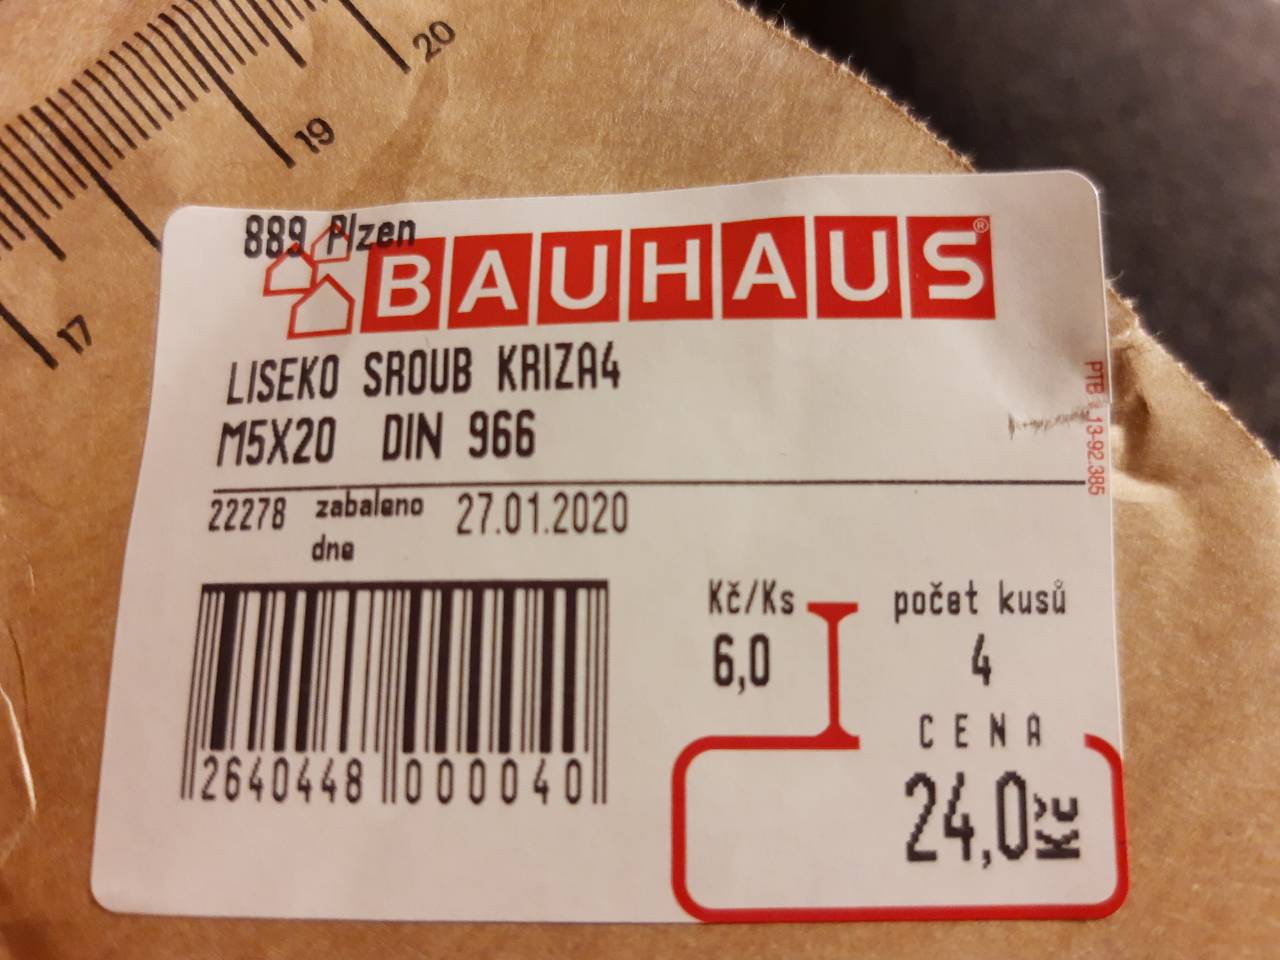 20
19
17
889 Plzen
BAUHAUS®
LISEKO SROUB KRIZA4
M5X20 DIN 966
22278 zabaleno dne 27.01.2020
Kč/Ks počet kusů
6,0 4
CENA
24,0 Kč
2640448 000040
13-92.385